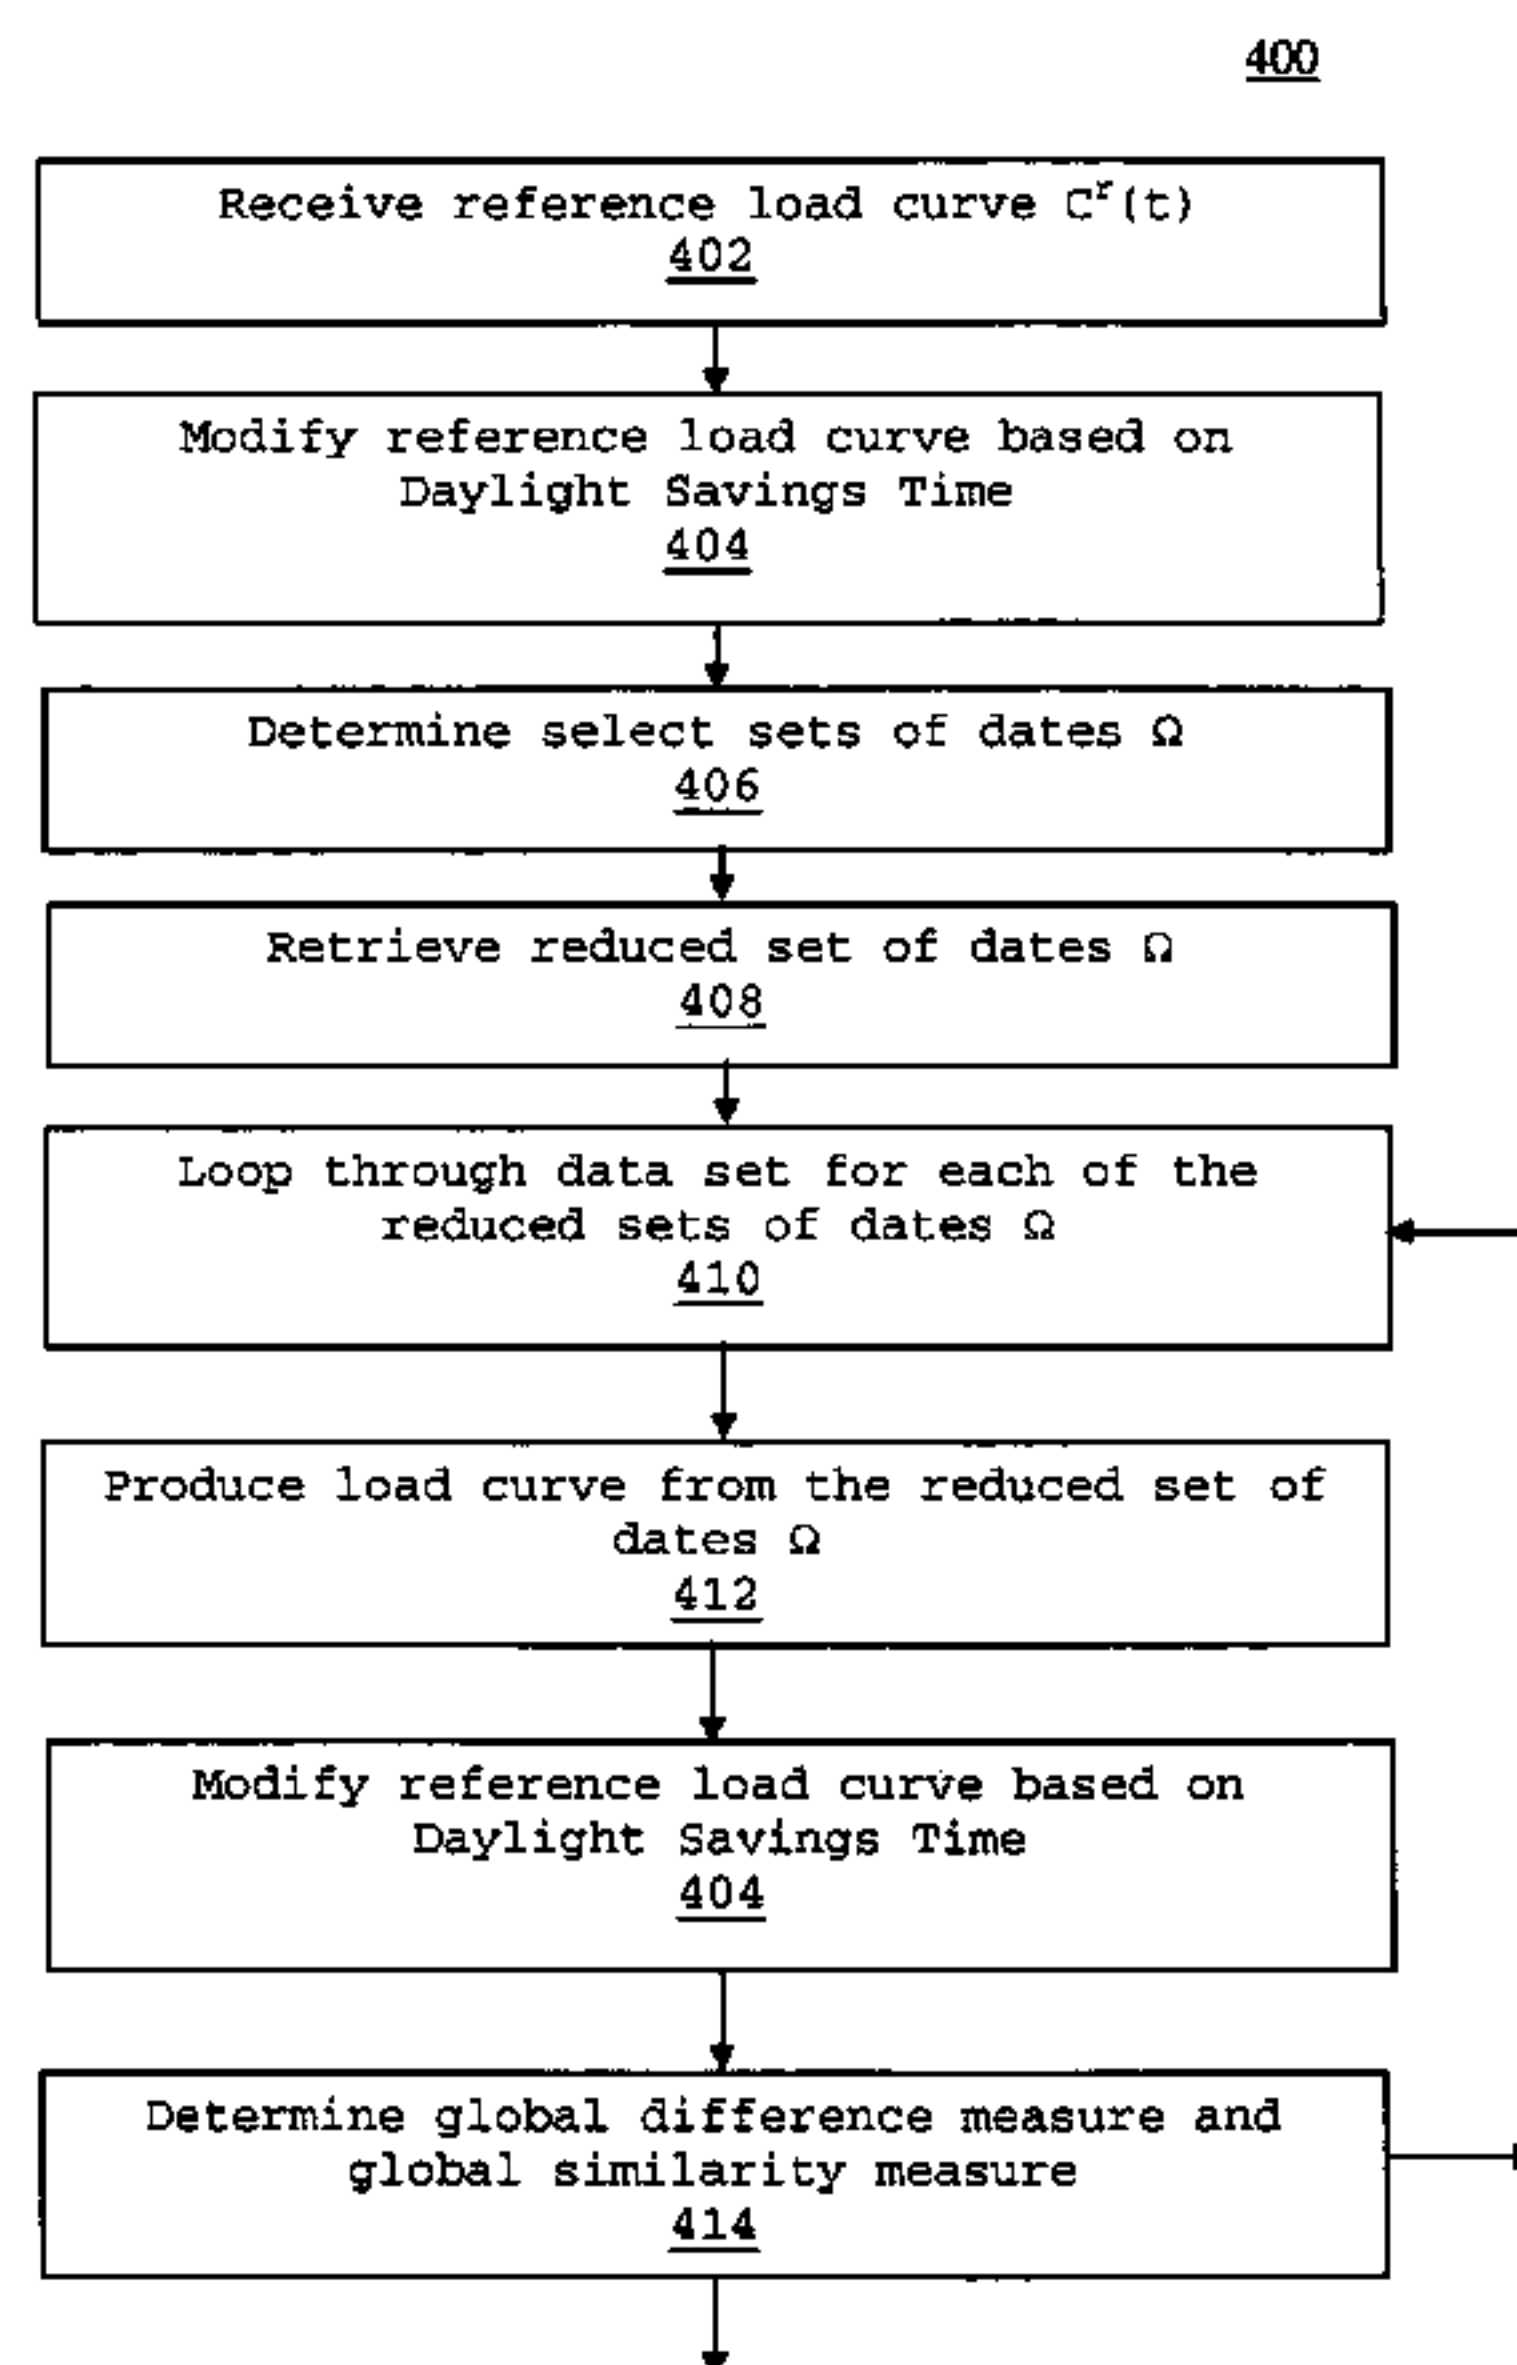 400
Receive reference load curve Cʳ(t)
402
Modify reference load curve based on
Daylight Savings Time
404
Determine select sets of dates Ω
406
Retrieve reduced set of dates Ω
408
Loop through data set for each of the
reduced sets of dates Ω
410
Produce load curve from the reduced set of
dates Ω
412
Modify reference load curve based on
Daylight Savings Time
404
Determine global difference measure and
global similarity measure
414